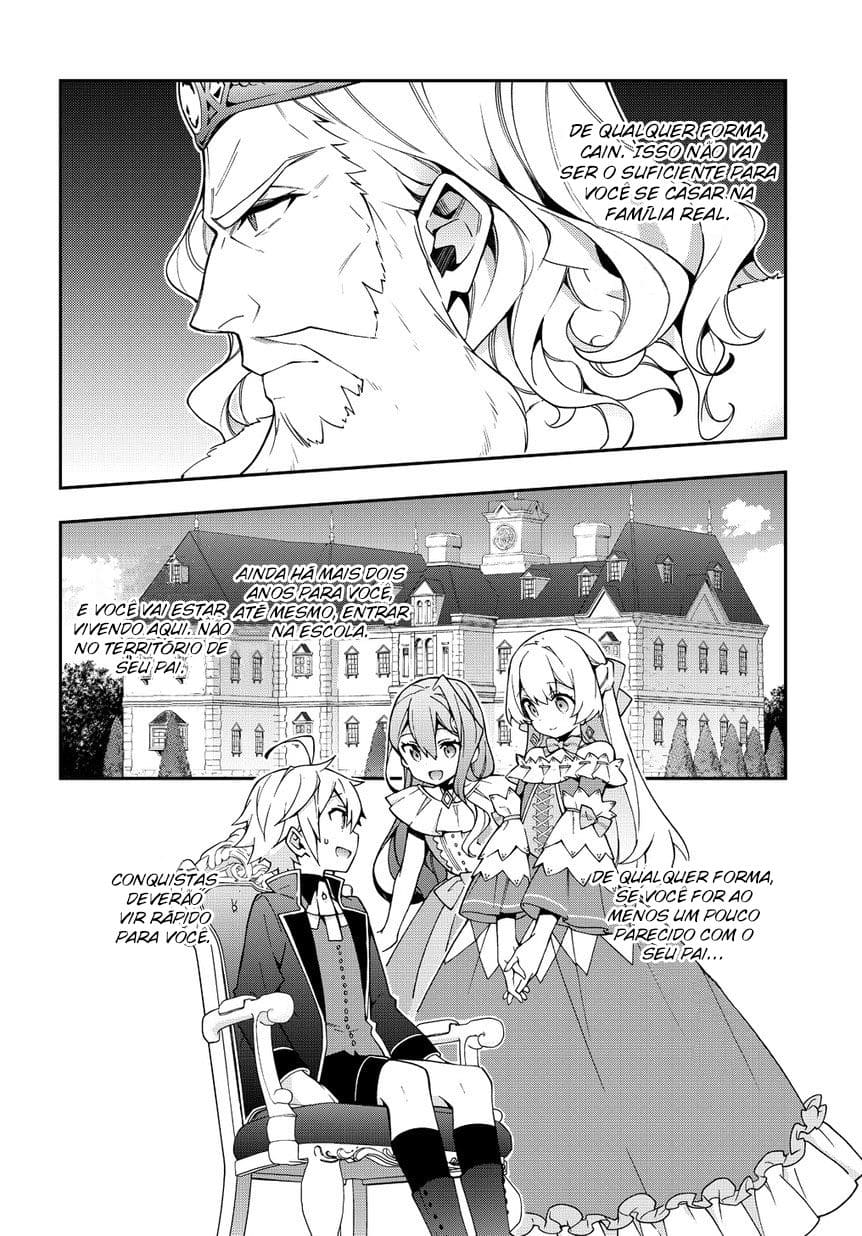 DE QUALQUER FORMA,
CAIN. ISSO NÃO VAI
SER O SUFICIENTE PARA
VOCÊ SE CASAR NA
FAMÍLIA REAL.
AINDA HÁ MAIS DOIS
ANOS PARA VOCÊ,
ATÉ MESMO, ENTRAR
NA ESCOLA.
E VOCÊ VAI ESTAR
VIVENDO AQUI. NÃO
NO TERRITÓRIO DE
SEU PAI.
DE QUALQUER FORMA,
SE VOCÊ FOR AO
MENOS UM POUCO
PARECIDO COM O
SEU PAI...
CONQUISTAS
DEVERÃO
VIR RÁPIDO
PARA VOCÊ.